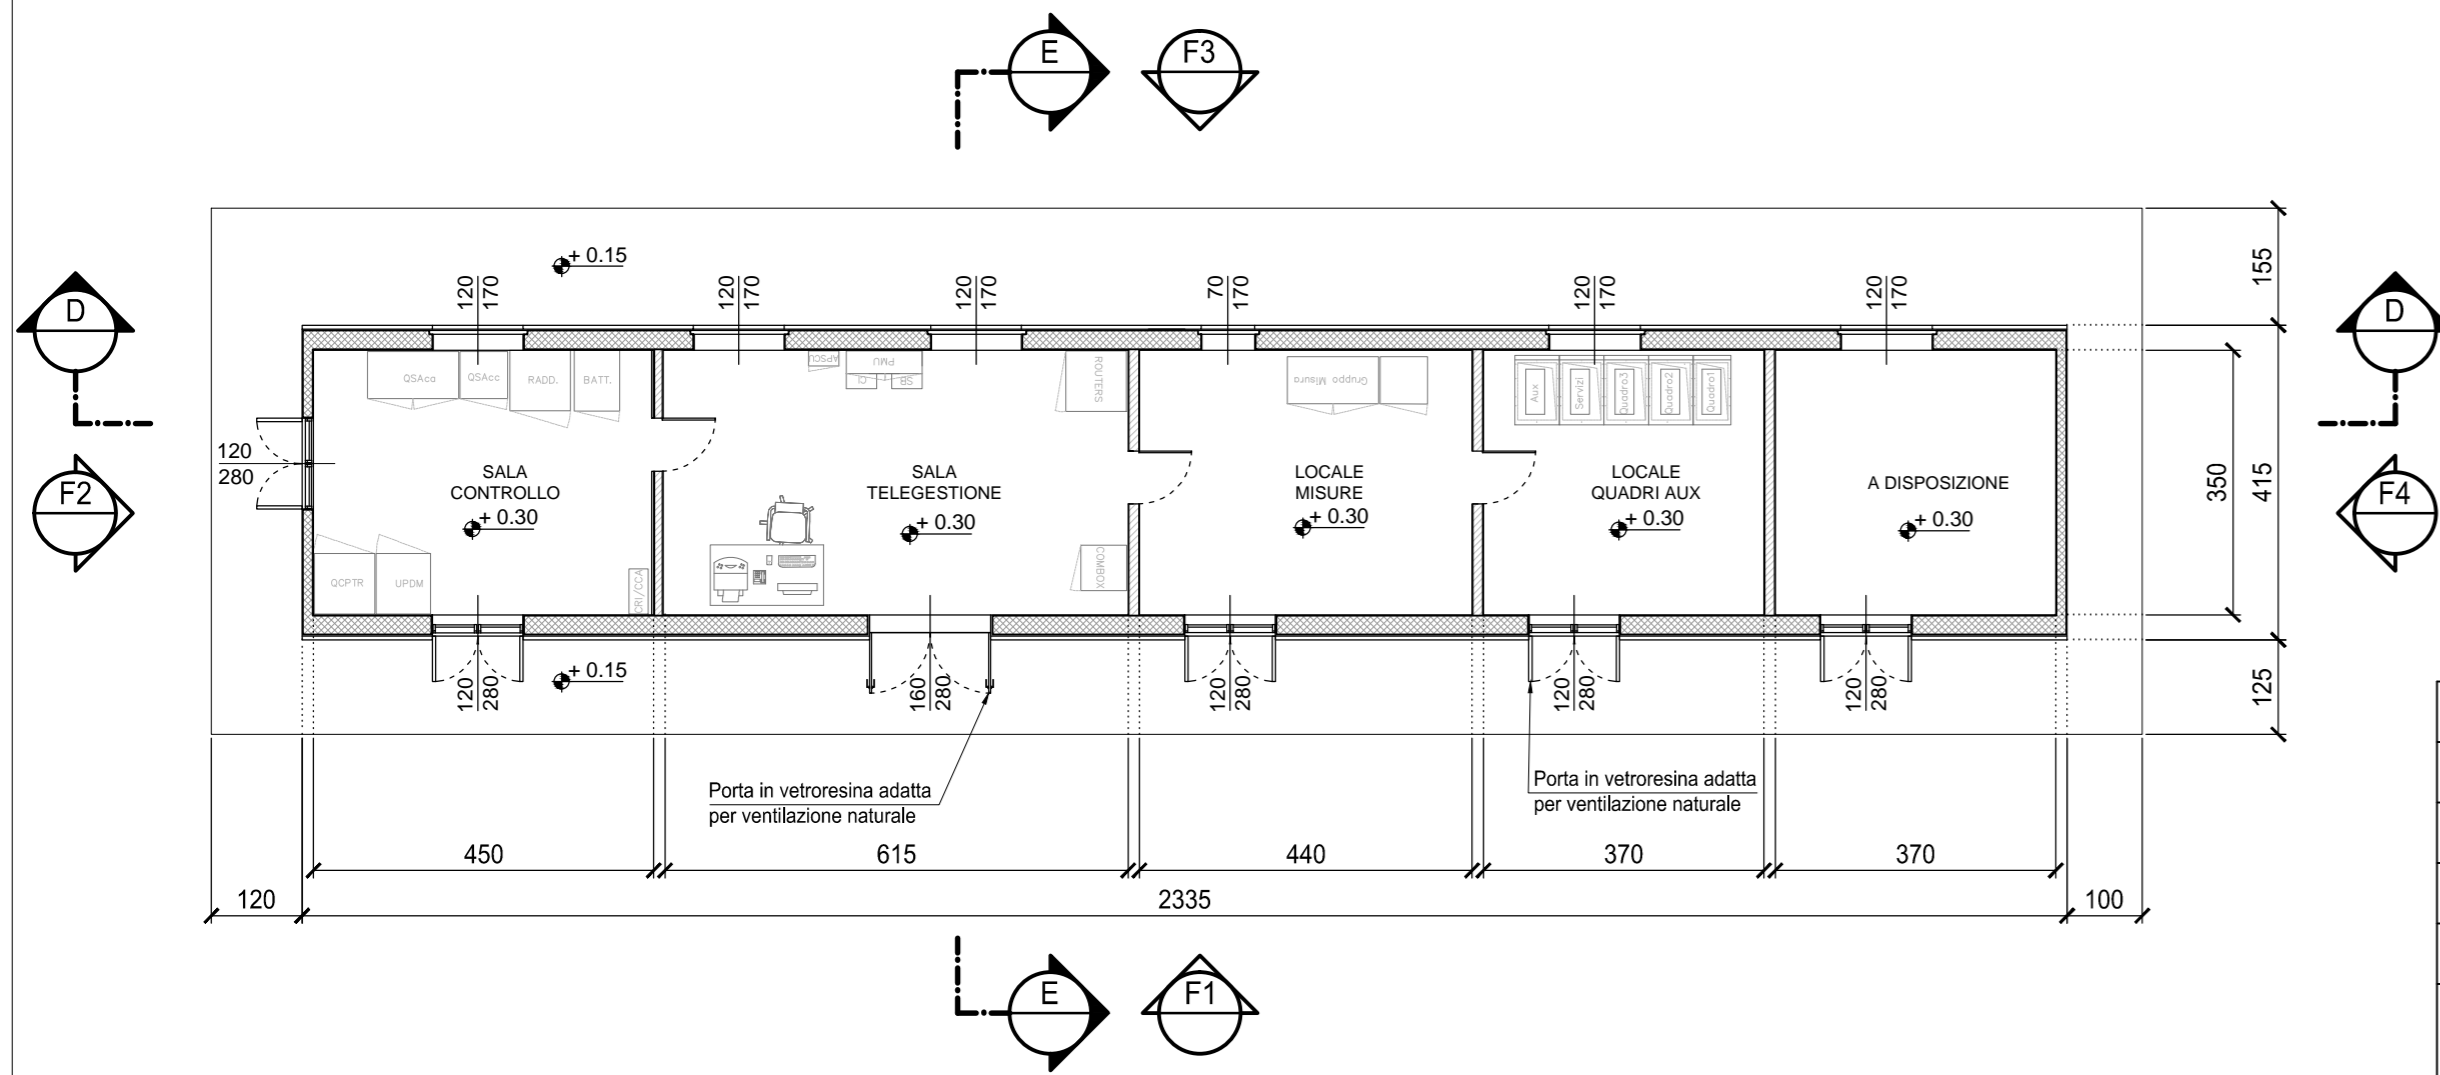 E
F3
+ 0.15
155
D
120
170
120
170
120
170
70
170
120
170
120
170
D
QSAca
QSAcc
RADD.
BATT.
APSCU
PMU
CI
SB
ROUTERS
Gruppo Misura
Aux
Servizi
Quadro3
Quadro2
Quadro1
120
280
F2
SALA
CONTROLLO
+ 0.30
SALA
TELEGESTIONE
+ 0.30
LOCALE
MISURE
+ 0.30
LOCALE
QUADRI AUX
+ 0.30
A DISPOSIZIONE
+ 0.30
350
415
F4
QCPTR
UPDM
CRI/CCA
COMBOX
+ 0.15
120
280
160
280
120
280
120
280
120
280
125
Porta in vetroresina adatta
per ventilazione naturale
Porta in vetroresina adatta
per ventilazione naturale
450
615
440
370
370
120
2335
100
E
F1